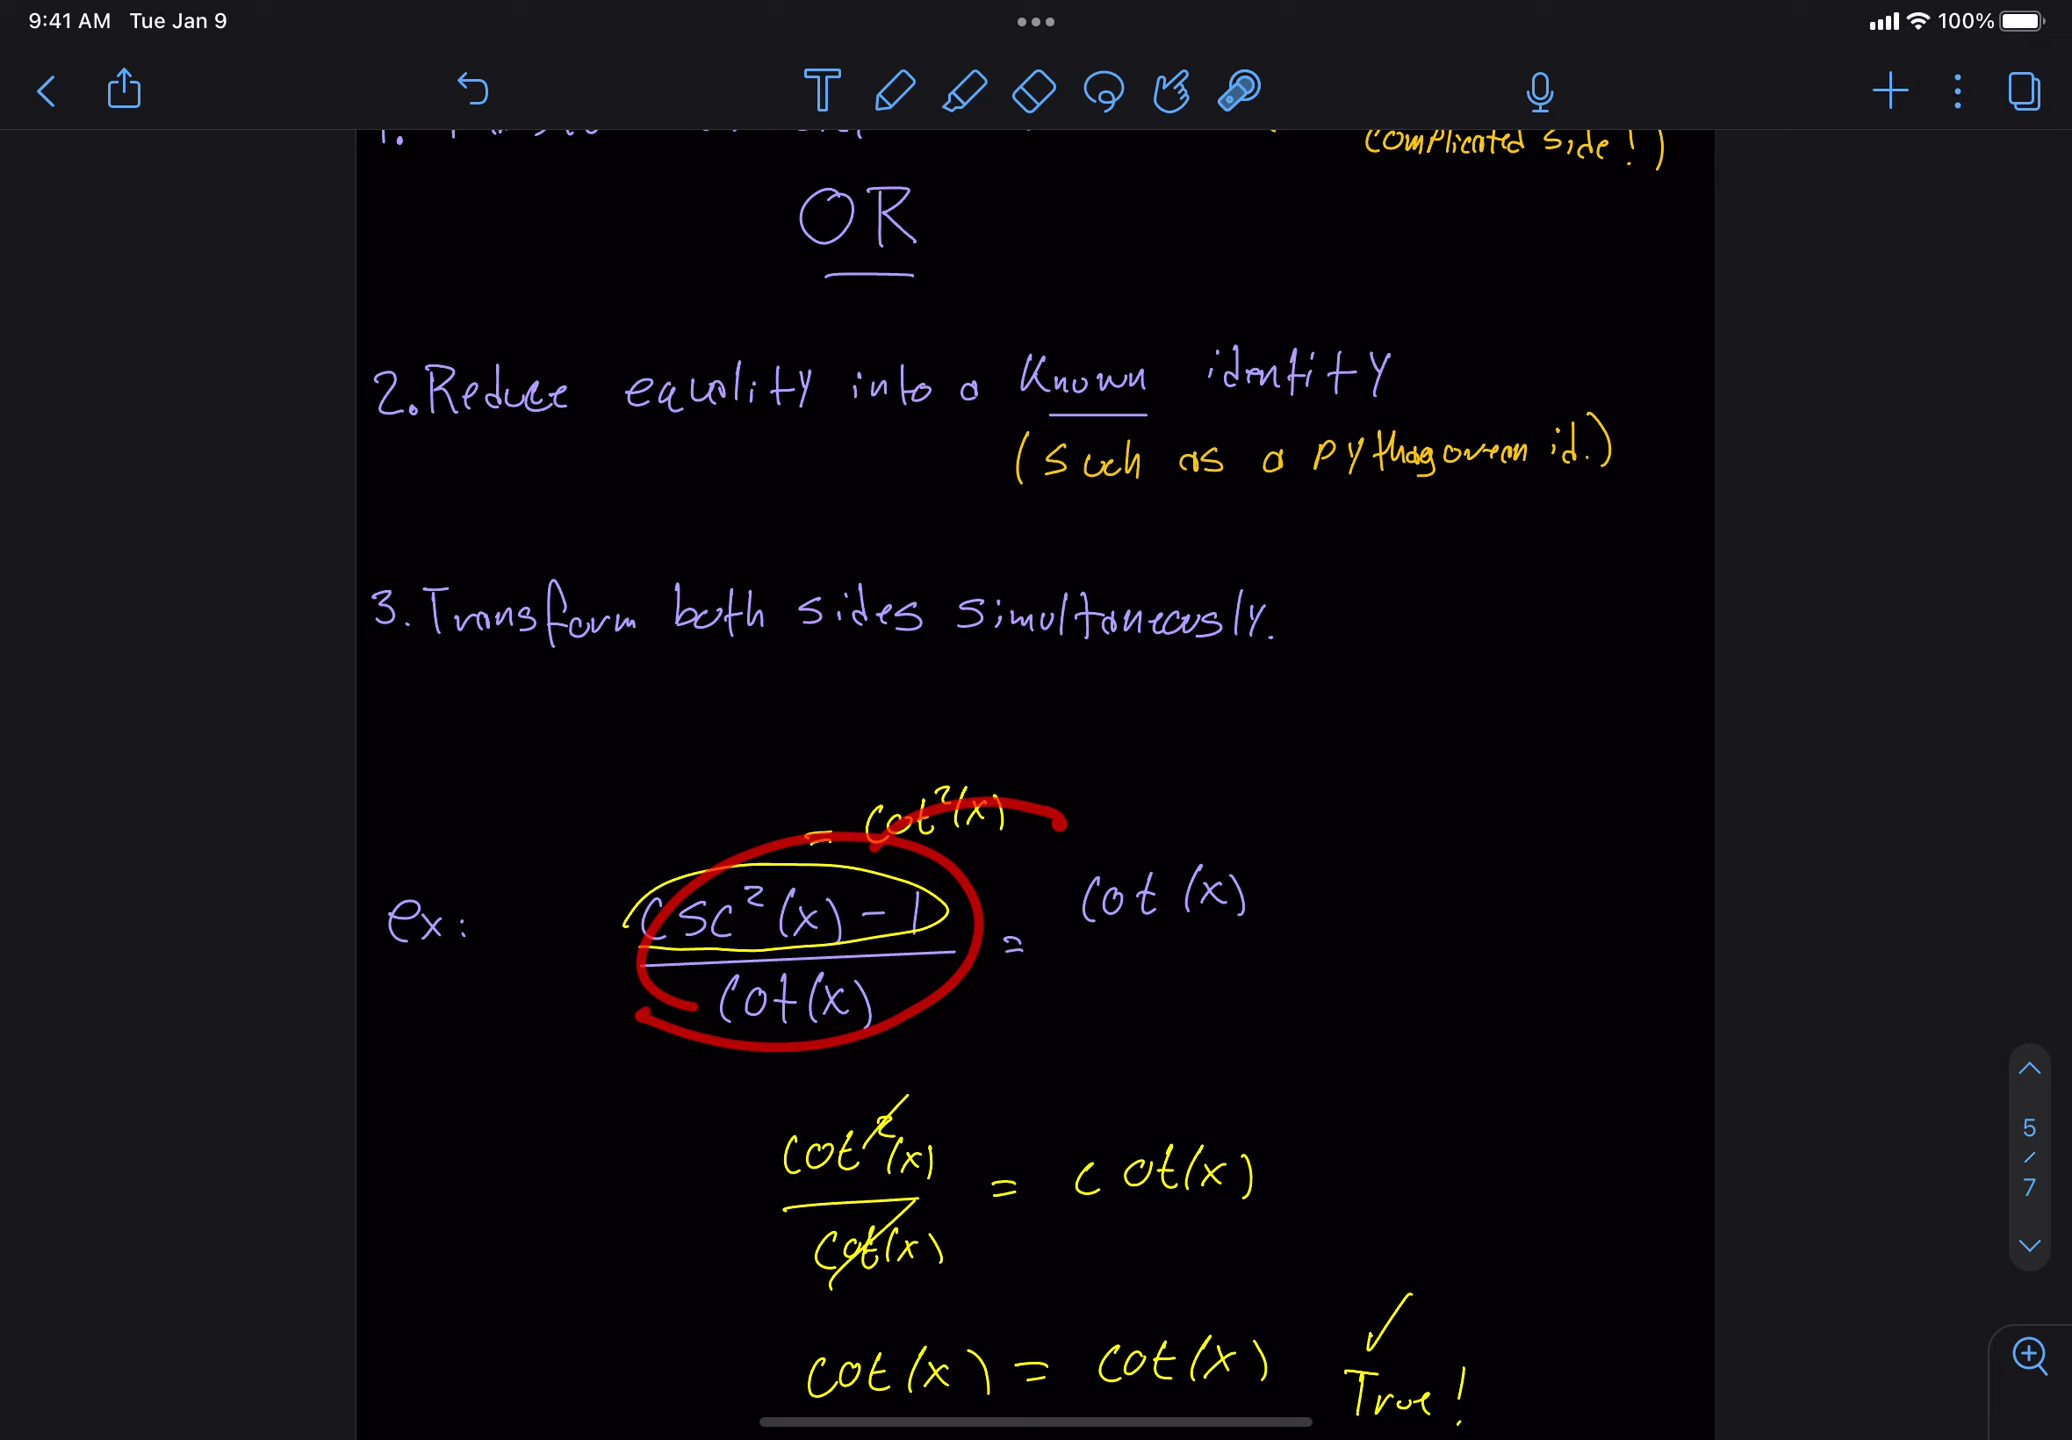 9:41 AM Tue Jan 9
100%
1.
complicated side!)
OR
2. Reduce equality into a known identity
(such as a pythagorean id.)
3. Transform both sides simultaneously.
= cot²(x)
ex: csc²(x) - 1 = cot(x)
cot(x)
cot²(x) = cot(x)
cot(x)
cot(x) = cot(x) ✓
True!
5
/
7